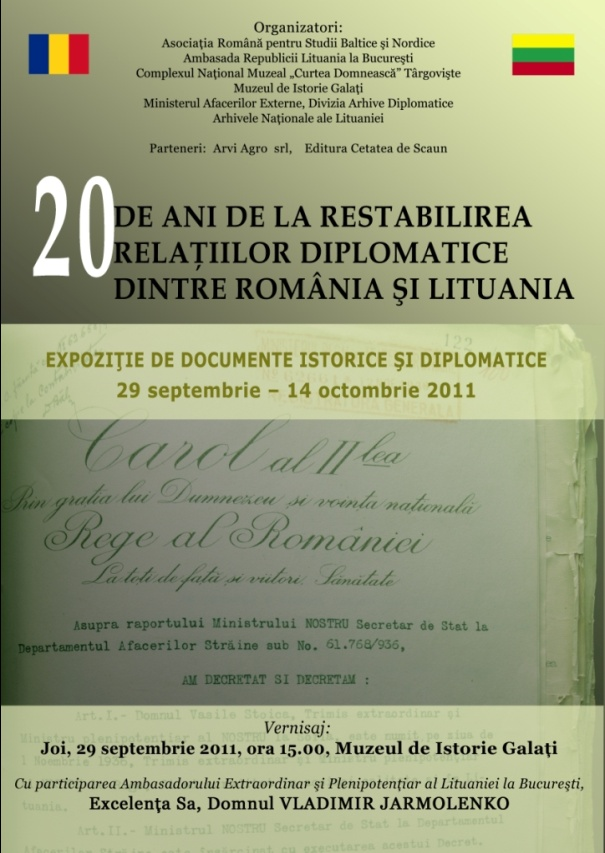 Organizatori:
Asociaţia Română pentru Studii Baltice şi Nordice
Ambasada Republicii Lituania la Bucureşti
Complexul Naţional Muzeal „Curtea Domnească” Târgovişte
Muzeul de Istorie Galaţi
Ministerul Afacerilor Externe, Divizia Arhive Diplomatice
Arhivele Naţionale ale Lituaniei
Parteneri: Arvi Agro srl, Editura Cetatea de Scaun
20 DE ANI DE LA RESTABILIREA
RELAŢIILOR DIPLOMATICE
DINTRE ROMÂNIA ŞI LITUANIA
122
EXPOZIŢIE DE DOCUMENTE ISTORICE ŞI DIPLOMATICE
29 septembrie – 14 octombrie 2011
Carol al II lea
Prin gratia lui Dumnezeu si vointa naţională
Rege al României
La toti de faţă si viitori, Sănătate
Asupra raportului Ministrului NOSTRU Secretar de Stat la
Departamentul Afacerilor Străine sub No. 61.768/936,
AM DECRETAT SI DECRETAM :
Art.I.- Domnul Vasile Stoica, Trimis extraordinar şi
Vernisaj:
Joi, 29 septembrie 2011, ora 15.00, Muzeul de Istorie Galaţi
Cu participarea Ambasadorului Extraordinar şi Plenipotenţiar al Lituaniei la Bucureşti,
Excelenţa Sa, Domnul VLADIMIR JARMOLENKO
Art.II.- Ministrul NOSTRU Secretar de Stat la Departamentul